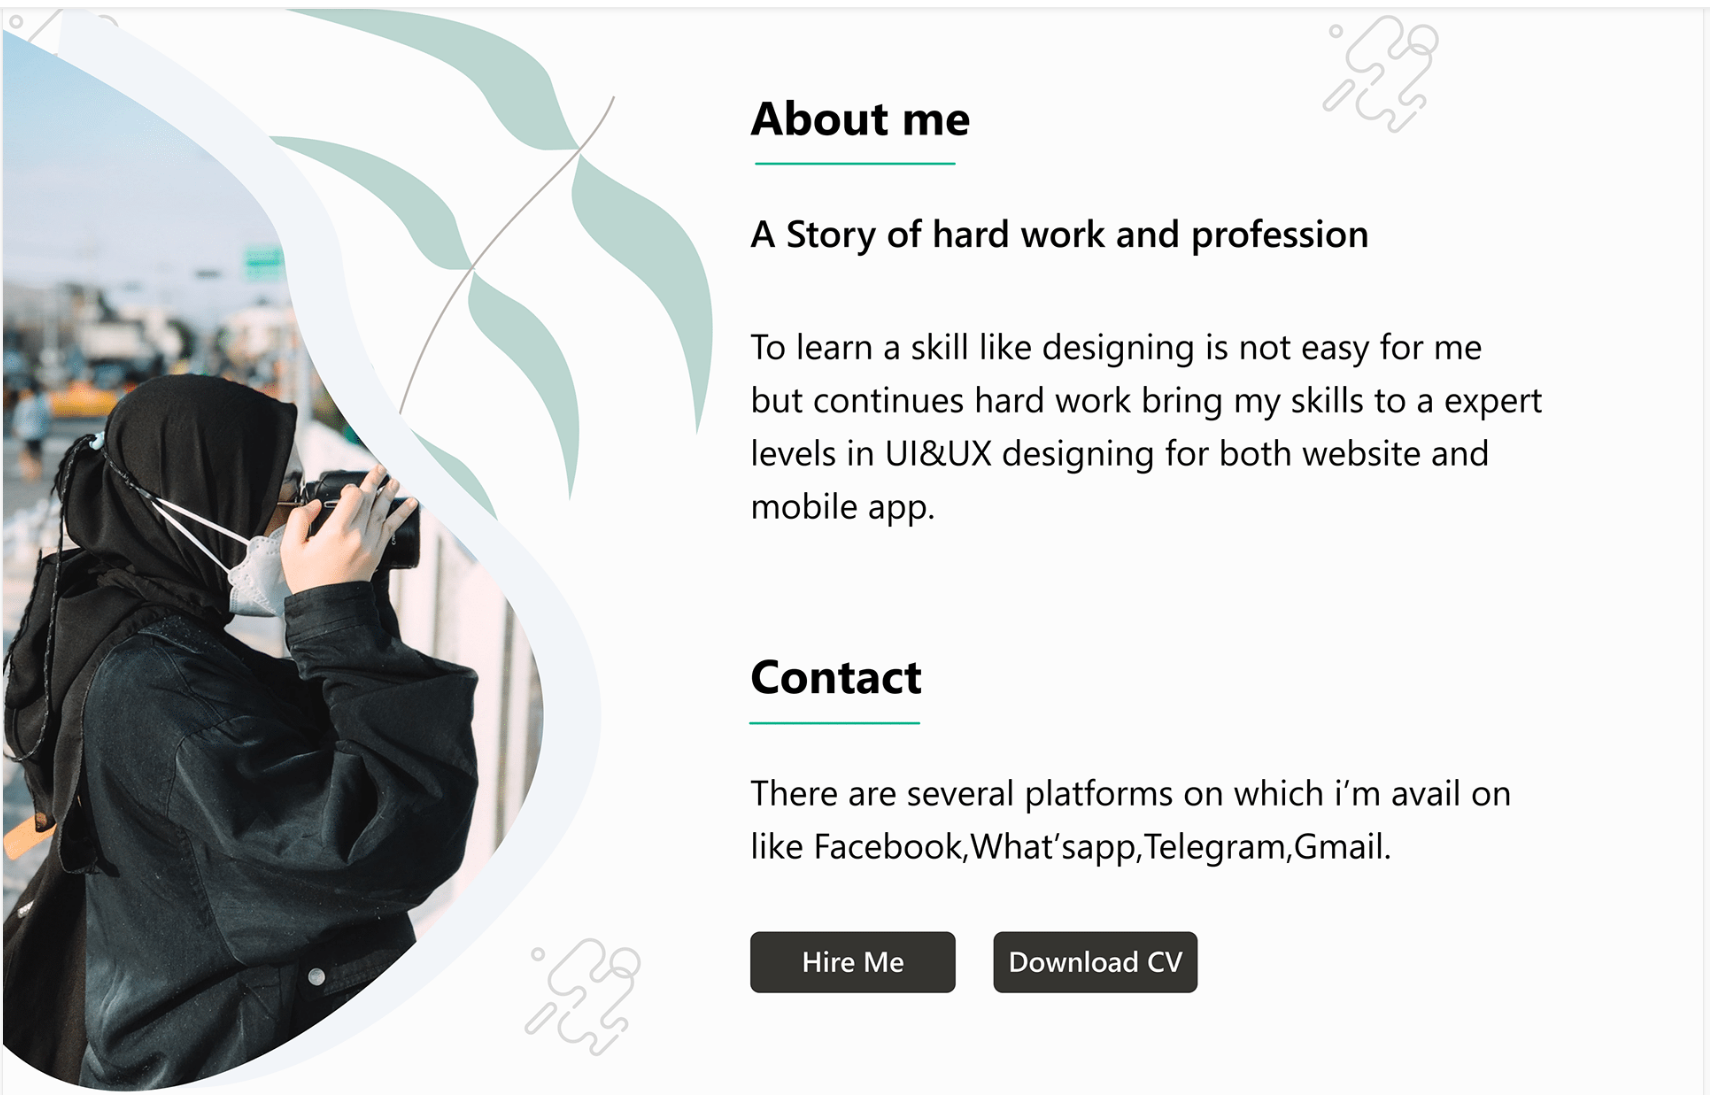 About me
A Story of hard work and profession
To learn a skill like designing is not easy for me
but continues hard work bring my skills to a expert
levels in UI&UX designing for both website and
mobile app.
Contact
There are several platforms on which i’m avail on
like Facebook,What’sapp,Telegram,Gmail.
Hire Me
Download CV